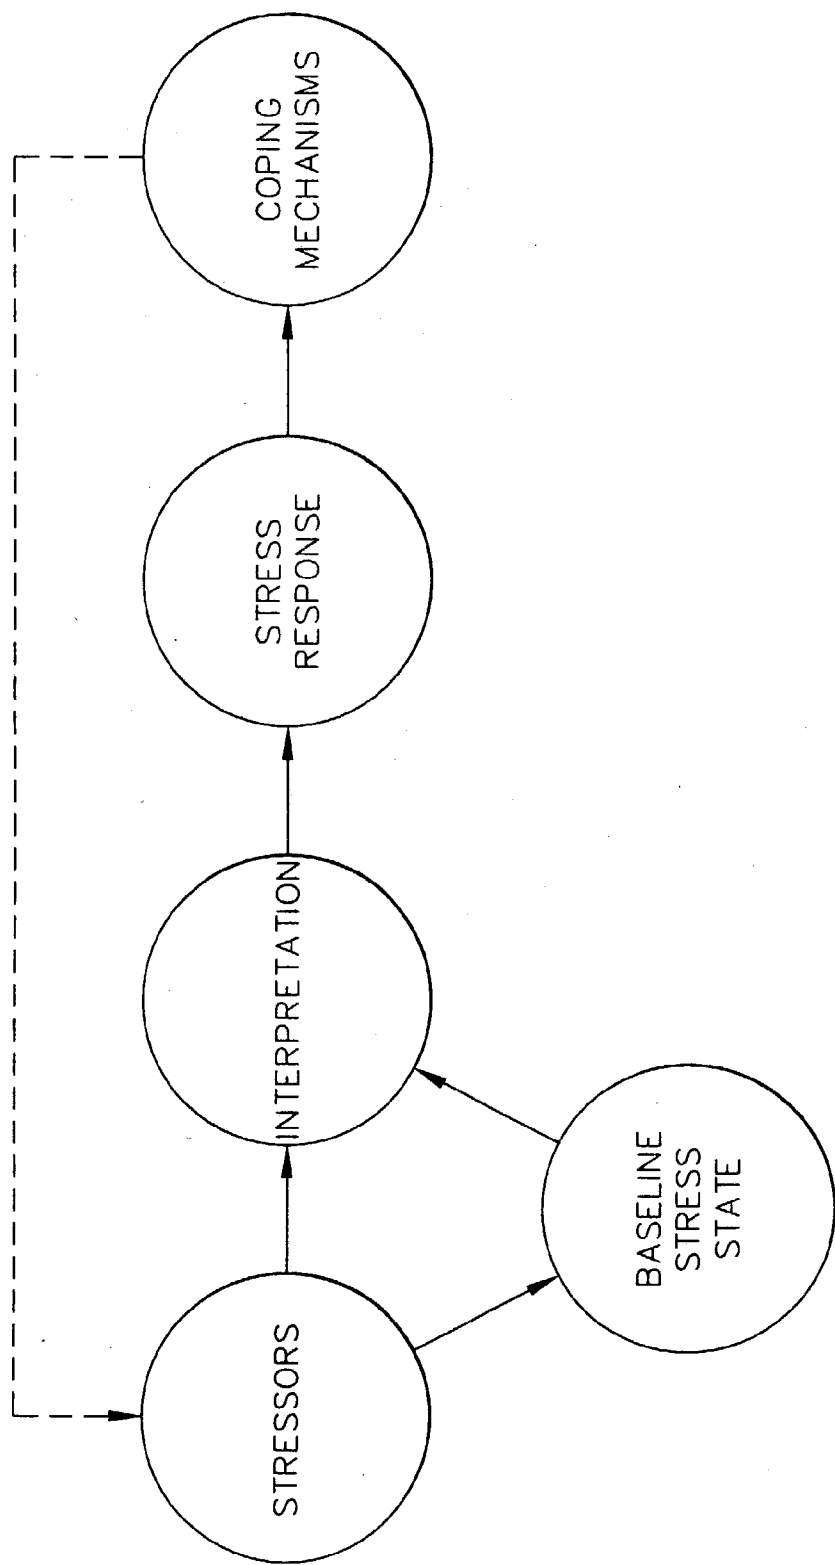 STRESSORS
INTERPRETATION
STRESS
RESPONSE
COPING
MECHANISMS
BASELINE
STRESS
STATE